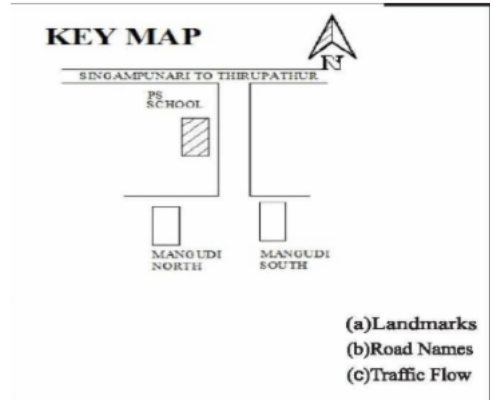 KEY MAP
N
SINGAMPUNARI TO THIRUPATHUR
PS
SCHOOL
MANGUDI
NORTH
MANGUDI
SOUTH
(a)Landmarks
(b)Road Names
(c)Traffic Flow